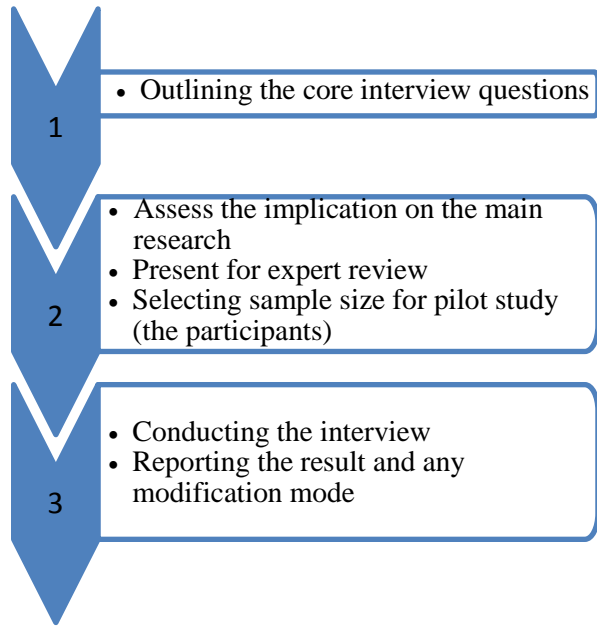 1
• Outlining the core interview questions
2
• Assess the implication on the main
research
• Present for expert review
• Selecting sample size for pilot study
(the participants)
3
• Conducting the interview
• Reporting the result and any
modification mode